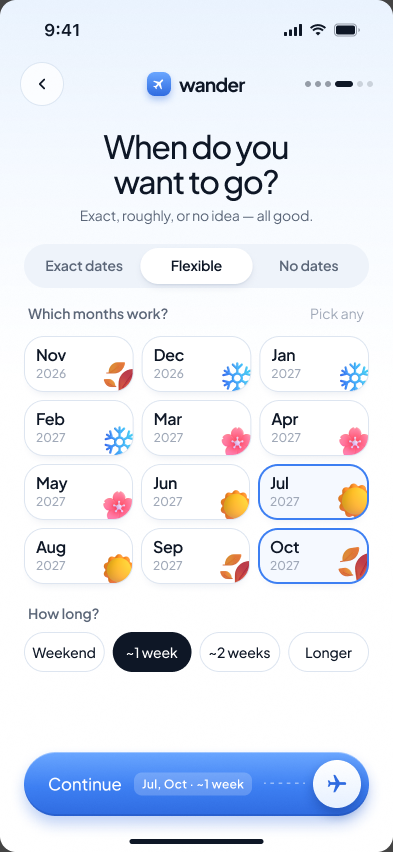 9:41
wander
When do you
want to go?
Exact, roughly, or no idea — all good.
Exact dates Flexible No dates
Which months work? Pick any
Nov Dec Jan
2026 2026 2027
Feb Mar Apr
2027 2027 2027
May Jun Jul
2027 2027 2027
Aug Sep Oct
2027 2027 2027
How long?
Weekend ~1 week ~2 weeks Longer
Continue Jul, Oct · ~1 week